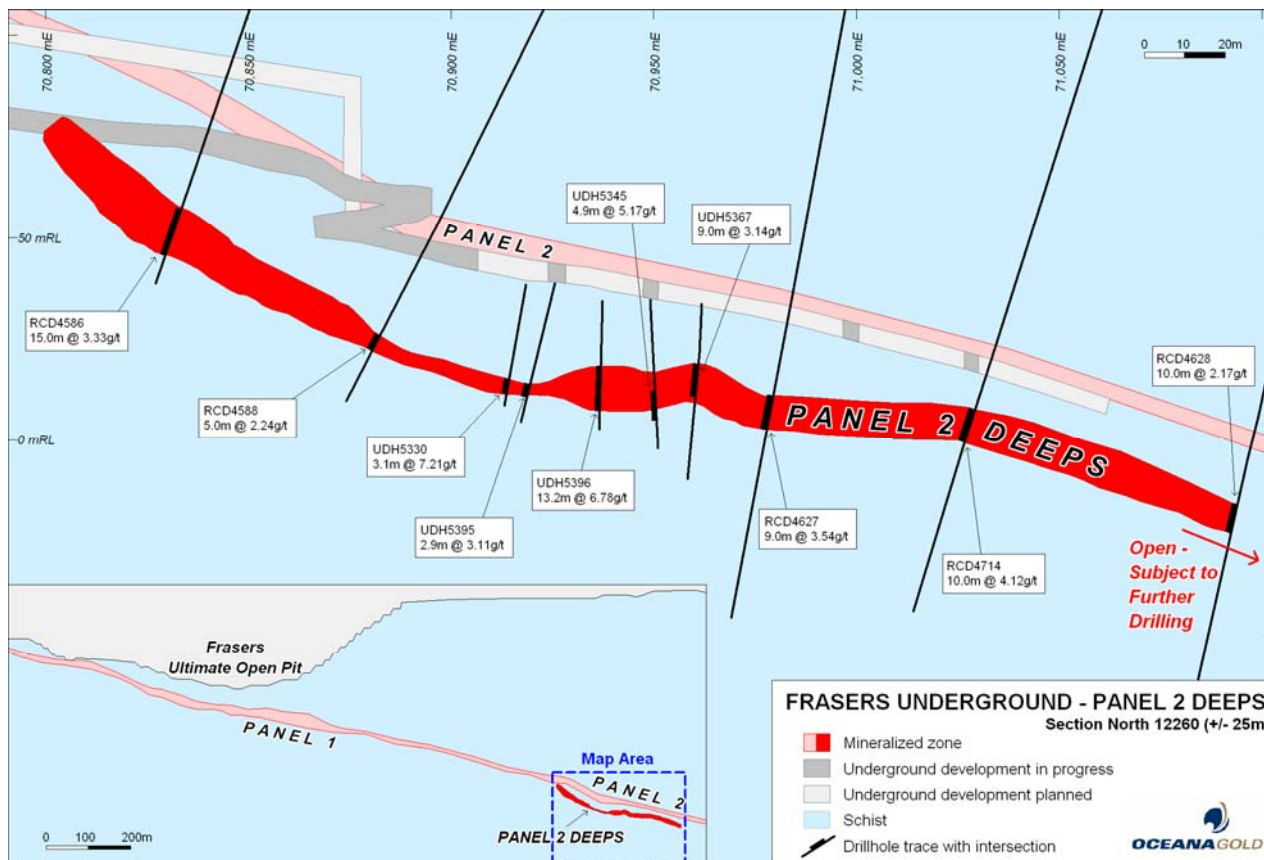 70,800 mE
70,850 mE
70,900 mE
70,950 mE
71,000 mE
71,050 mE
0 10 20m
50 mRL
0 mRL
PANEL 2
UDH5345
4.9m @ 5.17g/t
UDH5367
9.0m @ 3.14g/t
RCD4586
15.0m @ 3.33g/t
RCD4588
5.0m @ 2.24g/t
UDH5330
3.1m @ 7.21g/t
UDH5395
2.9m @ 3.11g/t
UDH5396
13.2m @ 6.78g/t
PANEL 2 DEEPS
RCD4627
9.0m @ 3.54g/t
RCD4714
10.0m @ 4.12g/t
RCD4628
10.0m @ 2.17g/t
Open -
Subject to
Further
Drilling
Frasers
Ultimate Open Pit
PANEL 1
Map Area
PANEL 2
PANEL 2 DEEPS
0 100 200m
FRASERS UNDERGROUND - PANEL 2 DEEPS
Section North 12260 (+/- 25m
Mineralized zone
Underground development in progress
Underground development planned
Schist
Drillhole trace with intersection
OCEANAGOLD